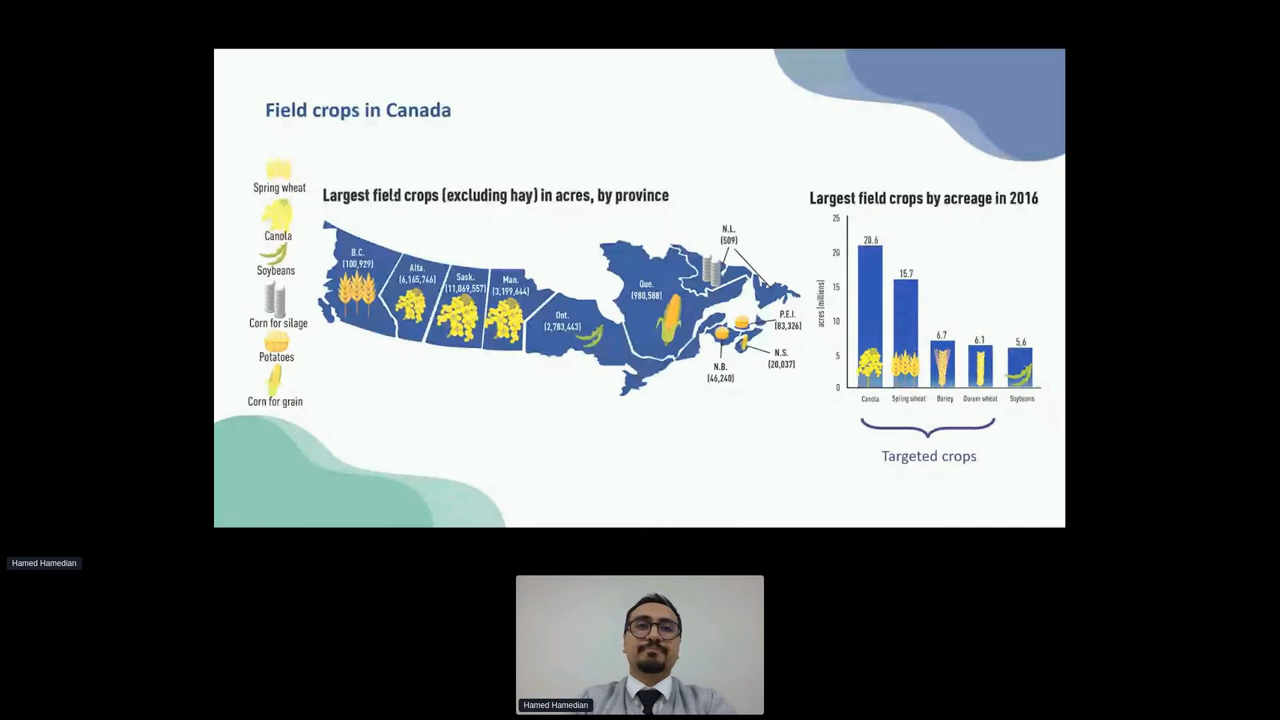 Field crops in Canada
Spring wheat
Canola
Soybeans
Corn for silage
Potatoes
Corn for grain
Largest field crops (excluding hay) in acres, by province
B.C.
(100,929)
Alta.
(6,165,746)
Sask.
(11,069,557)
Man.
(3,199,644)
Ont.
(2,783,443)
Que.
(980,588)
N.L.
(509)
P.E.I.
(83,326)
N.S.
(20,037)
N.B.
(46,240)
Largest field crops by acreage in 2016
acres (millions)
25
20
15
10
5
0
20.6
15.7
6.7
6.1
5.6
Canola
Spring wheat
Barley
Durum wheat
Soybeans
Targeted crops
Hamed Hamedian
Hamed Hamedian